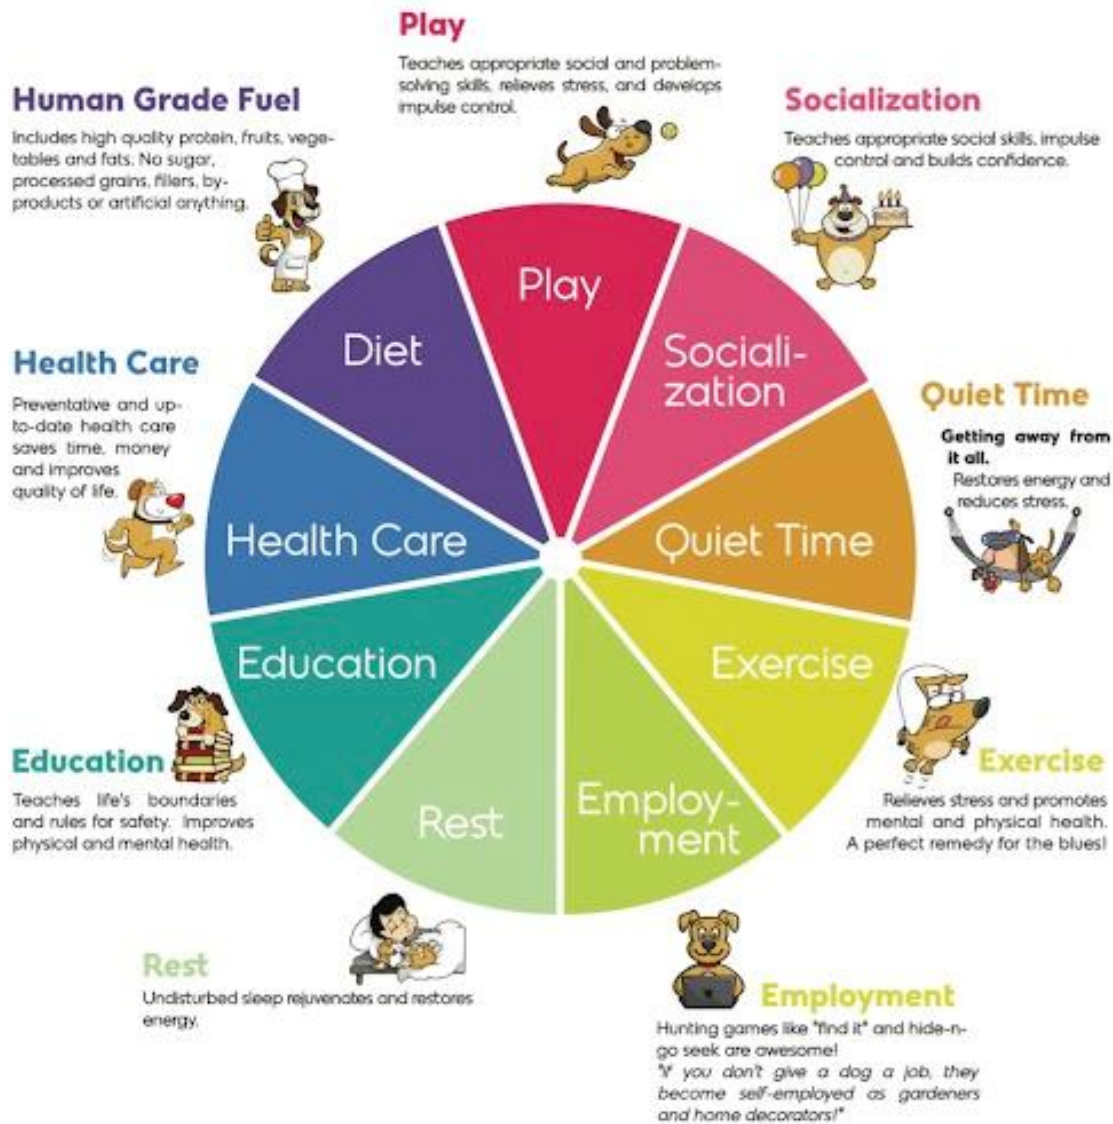 Play
Teaches appropriate social and problem-
solving skills, relieves stress, and develops
impulse control.
Human Grade Fuel
Includes high quality protein, fruits, vege-
tables and fats. No sugar,
processed grains, fillers, by-
products or artificial anything.
Socialization
Teaches appropriate social skills, impulse
control and builds confidence.
Play
Diet
Sociali-
zation
Health Care
Preventative and up-
to-date health care
saves time, money
and improves
quality of life.
Quiet Time
Getting away from
it all.
Restores energy and
reduces stress.
Health Care
Quiet Time
Education
Exercise
Rest
Employ-
ment
Education
Teaches life's boundaries
and rules for safety. Improves
physical and mental health.
Exercise
Relieves stress and promotes
mental and physical health.
A perfect remedy for the blues!
Rest
Undisturbed sleep rejuvenates and restores
energy.
Employment
Hunting games like "find it" and hide-n-
go seek are awesome!
"If you don't give a dog a job, they
become self-employed as gardeners
and home decorators!"